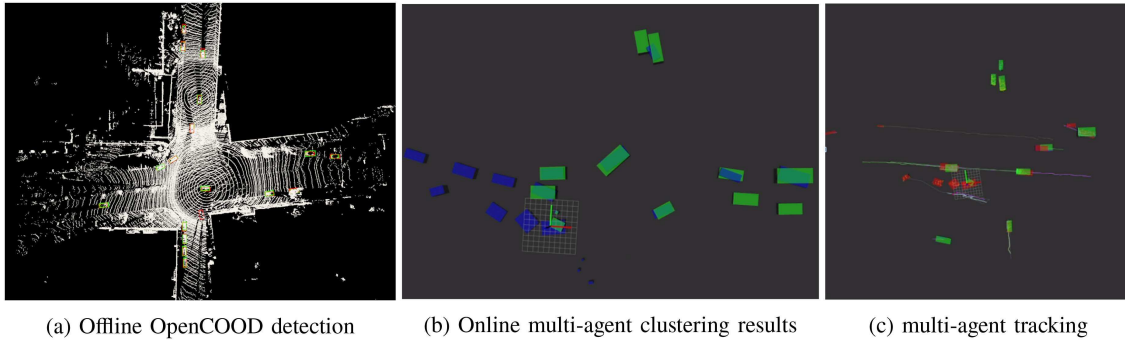 (a) Offline OpenCOOD detection
(b) Online multi-agent clustering results
(c) multi-agent tracking